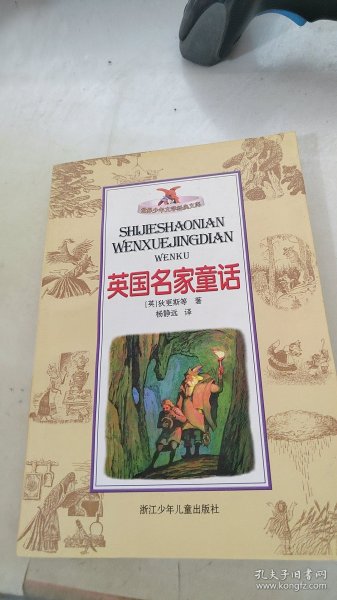 世界少年文学经典文库
SHIJIESHAONIAN
WENXUEJINGDIAN
WENKU
英国名家童话
[英]狄更斯等 著
杨静远 译
浙江少年儿童出版社
孔夫子旧书网